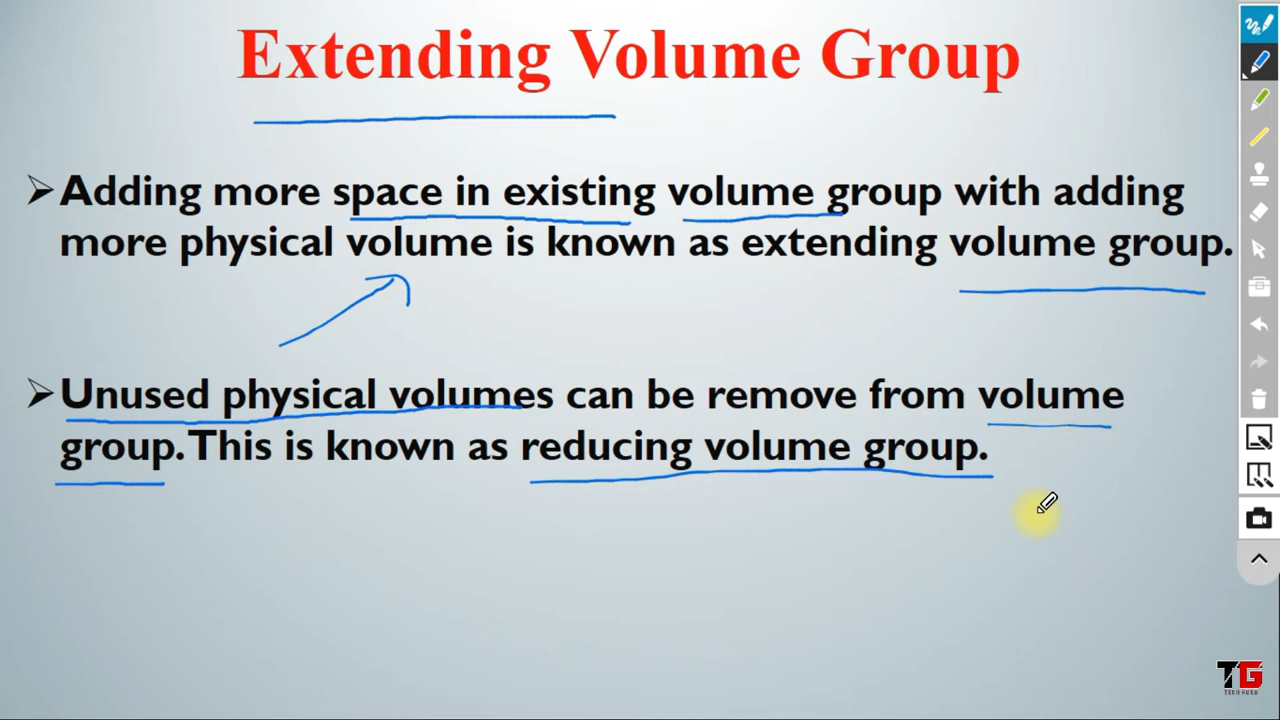 Extending Volume Group
➢Adding more space in existing volume group with adding
more physical volume is known as extending volume group.
➢Unused physical volumes can be remove from volume
group. This is known as reducing volume group.
TG